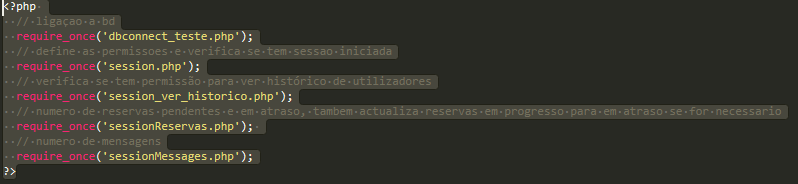 <?php
// ligaçao a bd
require_once('dbconnect_teste.php');
// define as permissoes e verifica se tem sessao iniciada
require_once('session.php');
// verifica se tem permissão para ver histórico de utilizadores
require_once('session_ver_historico.php');
//numero de reservas pendentes e em atraso, tambem actualiza reservas em progresso para em atraso se for necessario
require_once('sessionReservas.php');
//numero de mensagens
require_once('sessionMessages.php');
?>